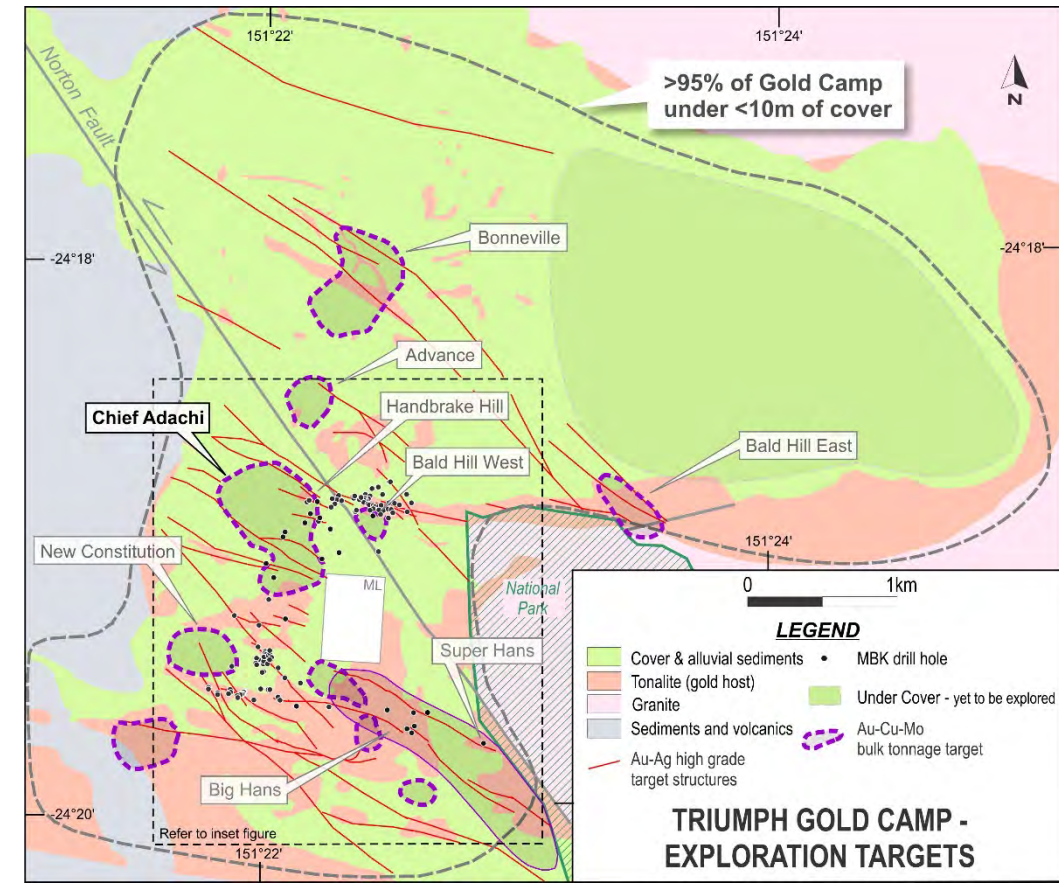 151°22'
151°24'
Norton Fault
>95% of Gold Camp
under <10m of cover
N
-24°18'
-24°18'
Bonneville
Advance
Handbrake Hill
Chief Adachi
Bald Hill West
Bald Hill East
New Constitution
151°24'
ML
National
Park
Super Hans
Big Hans
-24°20'
Refer to inset figure
151°22'
0
1km
LEGEND
Cover & alluvial sediments
MBK drill hole
Tonalite (gold host)
Granite
Under Cover - yet to be explored
Sediments and volcanics
Au-Cu-Mo
bulk tonnage target
Au-Ag high grade
target structures
TRIUMPH GOLD CAMP -
EXPLORATION TARGETS